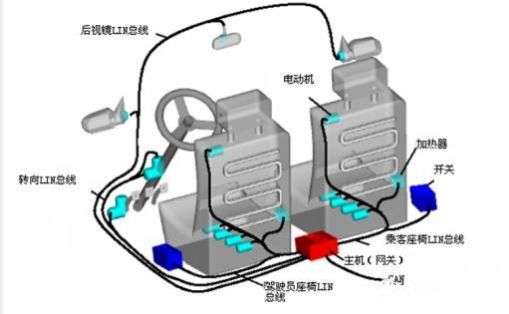 后视镜LIN总线
电动机
加热器
转向LIN总线
开关
乘客座椅LIN总线
主机(网关)
CAN
驾驶员座椅LIN
总线